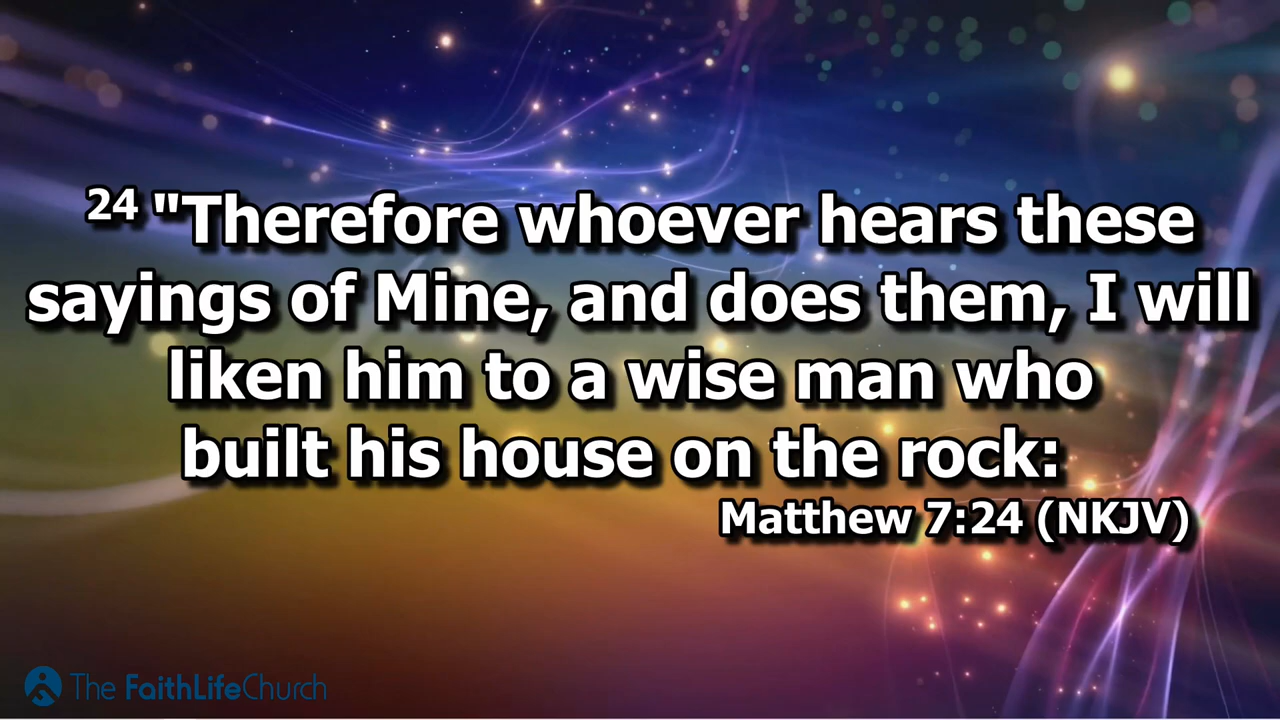 24 "Therefore whoever hears these
sayings of Mine, and does them, I will
liken him to a wise man who
built his house on the rock:
Matthew 7:24 (NKJV)
The FaithLifeChurch